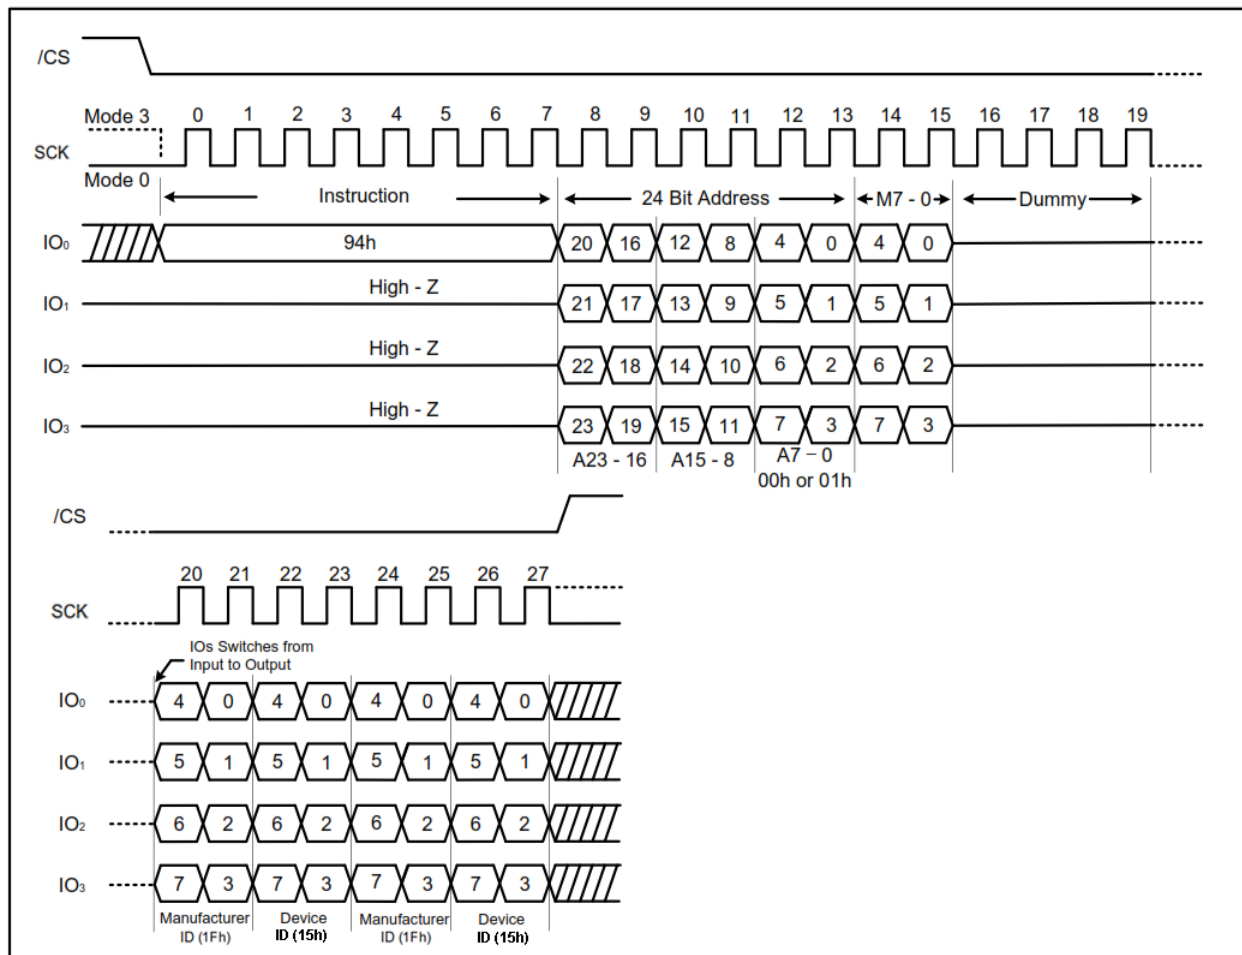 /CS
Mode 3 0 1 2 3 4 5 6 7 8 9 10 11 12 13 14 15 16 17 18 19
SCK
Mode 0
Instruction 24 Bit Address M7 - 0 Dummy
IO0 94h 20 16 12 8 4 0 4 0
High - Z
IO1 21 17 13 9 5 1 5 1
High - Z
IO2 22 18 14 10 6 2 6 2
High - Z
IO3 23 19 15 11 7 3 7 3
A23 - 16 A15 - 8 A7 - 0
00h or 01h
/CS
20 21 22 23 24 25 26 27
SCK
IOs Switches from
Input to Output
IO0 4 0 4 0 4 0 4 0
IO1 5 1 5 1 5 1 5 1
IO2 6 2 6 2 6 2 6 2
IO3 7 3 7 3 7 3 7 3
Manufacturer Device Manufacturer Device
ID (1Fh) ID (15h) ID (1Fh) ID (15h)